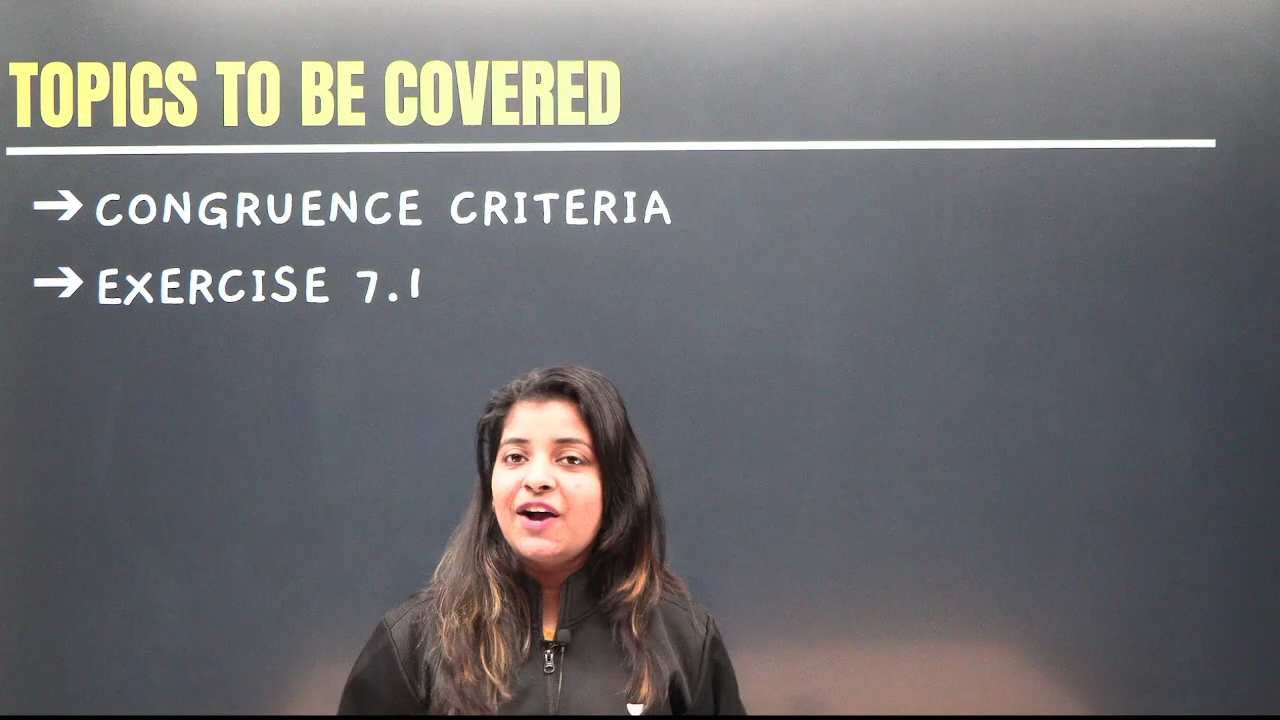 TOPICS TO BE COVERED
→ CONGRUENCE CRITERIA
→ EXERCISE 7.1